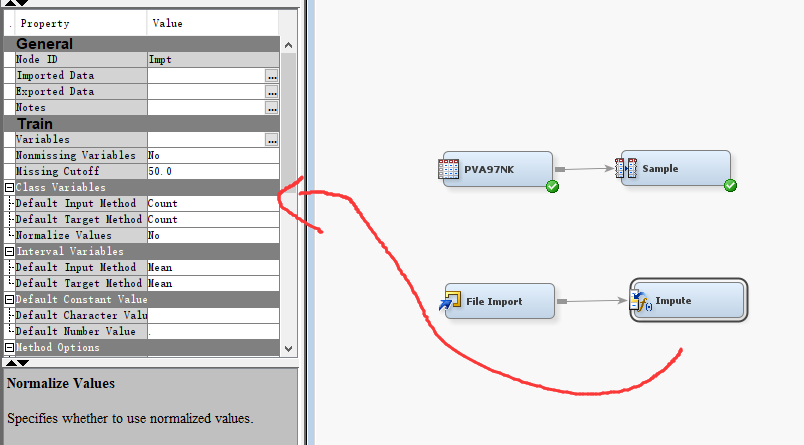 . Property Value
General
Node ID Impt
Imported Data ...
Exported Data ...
Notes ...
Train
Variables ...
Nonmissing Variables No
Missing Cutoff 50.0
Class Variables
Default Input Method Count
Default Target Method Count
Normalize Values No
Interval Variables
Default Input Method Mean
Default Target Method Mean
Default Constant Value
Default Character Valu
Default Number Value .
Method Options
Normalize Values
Specifies whether to use normalized values.
PVA97NK
Sample
File Import
Impute